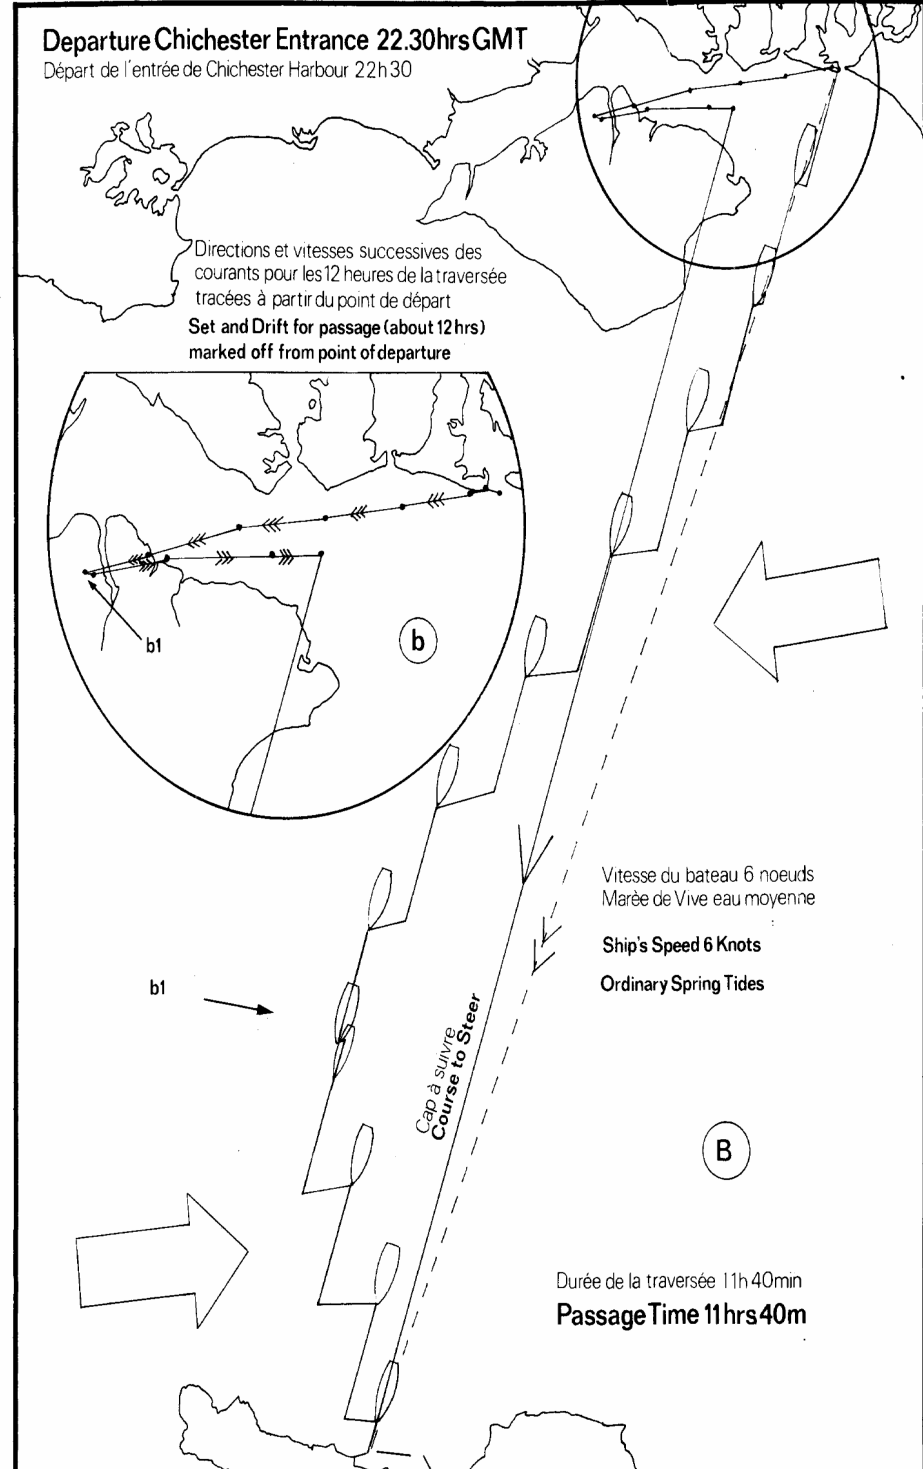 Departure Chichester Entrance 22.30hrs GMT
Départ de l'entrée de Chichester Harbour 22h30
Directions et vitesses successives des
courants pour les 12 heures de la traversée
tracées à partir du point de départ
Set and Drift for passage (about 12 hrs)
marked off from point of departure
b1
b
Vitesse du bateau 6 noeuds
Marèe de Vive eau moyenne
Ship's Speed 6 Knots
Ordinary Spring Tides
b1
Cap à suivre
Course to Steer
B
Durée de la traversée 11h 40min
Passage Time 11hrs 40m